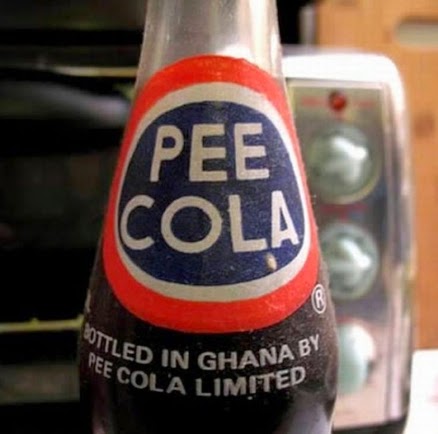 PEE
COLA
®
BOTTLED IN GHANA BY
PEE COLA LIMITED